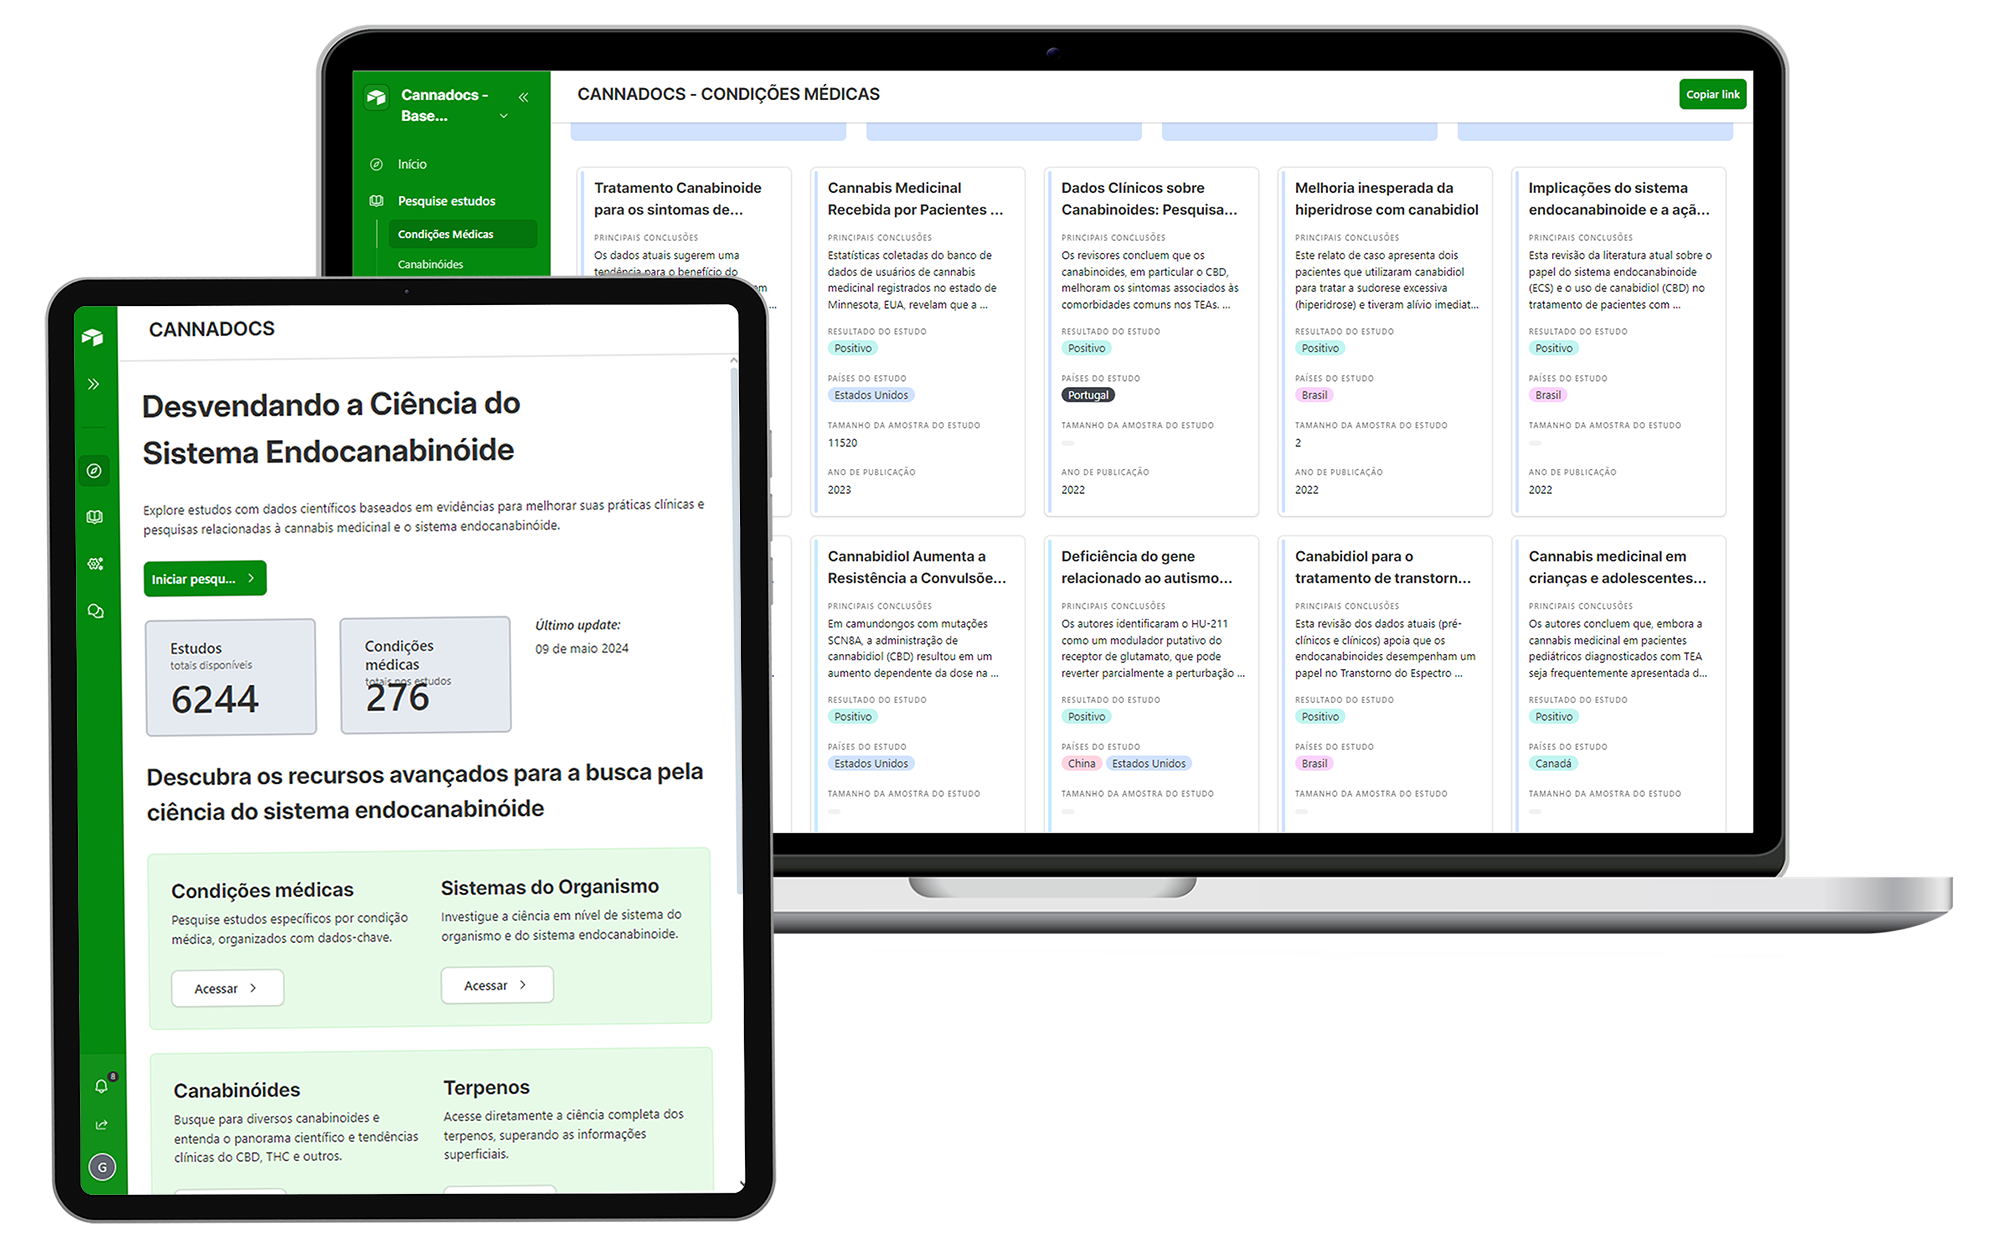 Cannadocs -
Base...
CANNADOCS - CONDIÇÕES MÉDICAS
Copiar link
Início
Pesquise estudos
Condições Médicas
Canabinóides
Tratamento Canabinoide
para os sintomas de...
PRINCIPAIS CONCLUSÕES
Os dados atuais sugerem uma
tendência para o benefício do
Cannabis Medicinal
Recebida por Pacientes ...
PRINCIPAIS CONCLUSÕES
Estatísticas coletadas do banco de
dados de usuários de cannabis
medicinal registrados no estado de
Minnesota, EUA, revelam que a ...
RESULTADO DO ESTUDO
Positivo
PAÍSES DO ESTUDO
Estados Unidos
TAMANHO DA AMOSTRA DO ESTUDO
11520
ANO DE PUBLICAÇÃO
2023
Dados Clínicos sobre
Canabinoides: Pesquisa...
PRINCIPAIS CONCLUSÕES
Os revisores concluem que os
canabinoides, em particular o CBD,
melhoram os sintomas associados às
comorbidades comuns nos TEAs. ...
RESULTADO DO ESTUDO
Positivo
PAÍSES DO ESTUDO
Portugal
TAMANHO DA AMOSTRA DO ESTUDO
ANO DE PUBLICAÇÃO
2022
Melhoria inesperada da
hiperidrose com canabidiol
PRINCIPAIS CONCLUSÕES
Este relato de caso apresenta dois
pacientes que utilizaram canabidiol
para tratar a sudorese excessiva
(hiperidrose) e tiveram alívio imediat...
RESULTADO DO ESTUDO
Positivo
PAÍSES DO ESTUDO
Brasil
TAMANHO DA AMOSTRA DO ESTUDO
2
ANO DE PUBLICAÇÃO
2022
Implicações do sistema
endocanabinoide e a açã...
PRINCIPAIS CONCLUSÕES
Esta revisão da literatura atual sobre o
papel do sistema endocanabinoide
(ECS) e o uso de canabidiol (CBD) no
tratamento de pacientes com ...
RESULTADO DO ESTUDO
Positivo
PAÍSES DO ESTUDO
Brasil
TAMANHO DA AMOSTRA DO ESTUDO
ANO DE PUBLICAÇÃO
2022
Cannabidiol Aumenta a
Resistência a Convulsõe...
PRINCIPAIS CONCLUSÕES
Em camundongos com mutações
SCN8A, a administração de
cannabidiol (CBD) resultou em um
aumento dependente da dose na ...
RESULTADO DO ESTUDO
Positivo
PAÍSES DO ESTUDO
Estados Unidos
TAMANHO DA AMOSTRA DO ESTUDO
Deficiência do gene
relacionado ao autismo...
PRINCIPAIS CONCLUSÕES
Os autores identificaram o HU-211
como um modulador putativo do
receptor de glutamato, que pode
reverter parcialmente a perturbação ...
RESULTADO DO ESTUDO
Positivo
PAÍSES DO ESTUDO
China Estados Unidos
TAMANHO DA AMOSTRA DO ESTUDO
Canabidiol para o
tratamento de transtorn...
PRINCIPAIS CONCLUSÕES
Esta revisão dos dados atuais (pré-
clínicos e clínicos) apoia que os
endocanabinoides desempenham um
papel no Transtorno do Espectro ...
RESULTADO DO ESTUDO
Positivo
PAÍSES DO ESTUDO
Brasil
TAMANHO DA AMOSTRA DO ESTUDO
Cannabis medicinal em
crianças e adolescentes...
PRINCIPAIS CONCLUSÕES
Os autores concluem que, embora a
cannabis medicinal em pacientes
pediátricos diagnosticados com TEA
seja frequentemente apresentada d...
RESULTADO DO ESTUDO
Positivo
PAÍSES DO ESTUDO
Canadá
TAMANHO DA AMOSTRA DO ESTUDO
CANNADOCS
Desvendando a Ciência do
Sistema Endocanabinóide
Explore estudos com dados científicos baseados em evidências para melhorar suas práticas clínicas e
pesquisas relacionadas à cannabis medicinal e o sistema endocanabinóide.
Iniciar pesqu...
Estudos
totais disponíveis
6244
Condições
médicas
totais nos estudos
276
Último update:
09 de maio 2024
Descubra os recursos avançados para a busca pela
ciência do sistema endocanabinóide
Condições médicas
Pesquise estudos específicos por condição
médica, organizados com dados-chave.
Acessar
Sistemas do Organismo
Investigue a ciência em nível de sistema do
organismo e do sistema endocanabinoide.
Acessar
Canabinóides
Busque para diversos canabinoides e
entenda o panorama científico e tendências
clínicas do CBD, THC e outros.
Terpenos
Acesse diretamente a ciência completa dos
terpenos, superando as informações
superficiais.
8
G